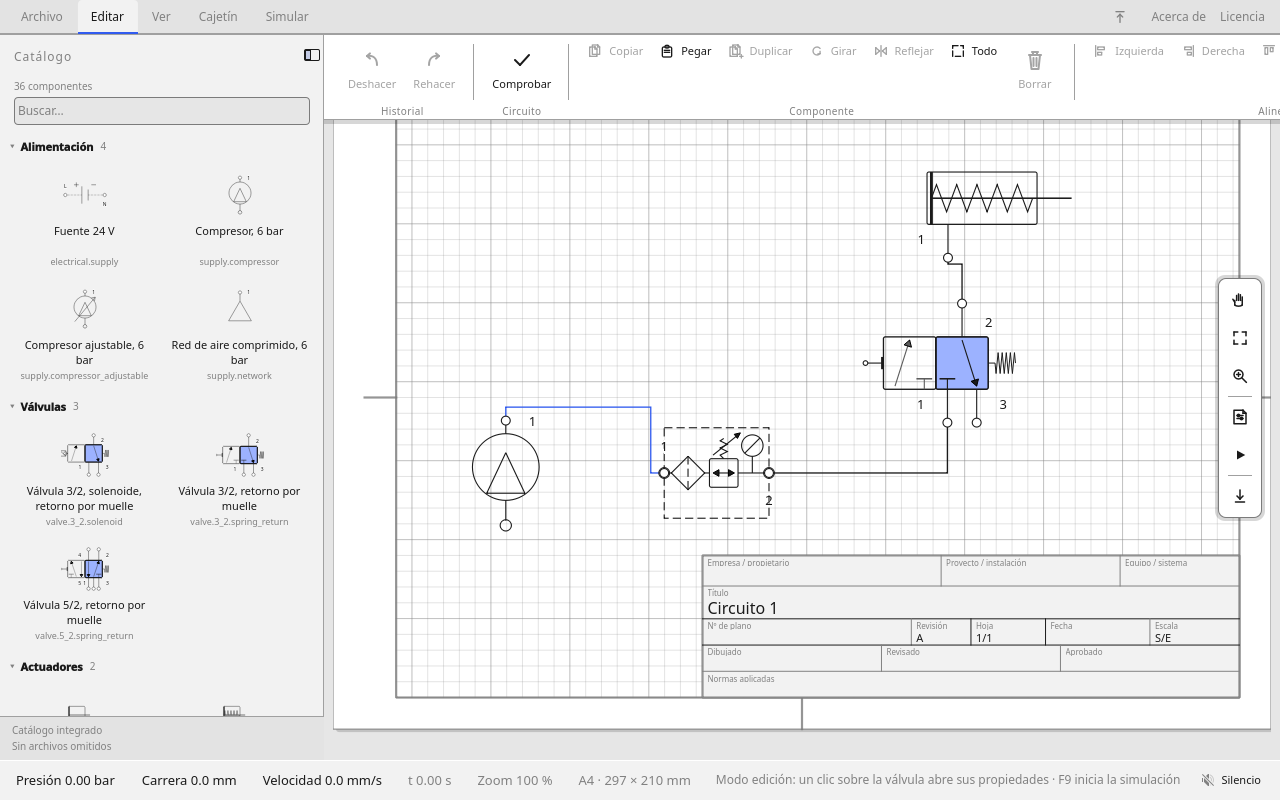 Archivo Editar Ver Cajetín Simular Acerca de Licencia
Catálogo
36 componentes
Buscar...
Alimentación 4
Fuente 24 V
electrical.supply
Compresor, 6 bar
supply.compressor
Compresor ajustable, 6 bar
supply.compressor_adjustable
Red de aire comprimido, 6 bar
supply.network
Válvulas 3
Válvula 3/2, solenoide, retorno por muelle
valve.3_2.solenoid
Válvula 3/2, retorno por muelle
valve.3_2.spring_return
Válvula 5/2, retorno por muelle
valve.5_2.spring_return
Actuadores 2
Catálogo integrado
Sin archivos omitidos
Deshacer Rehacer
Historial
Comprobar
Circuito
Copiar Pegar Duplicar Girar Reflejar Todo
Borrar
Componente
Izquierda Derecha
Aline
1
2
1
3
1
1
2
Empresa / propietario Proyecto / instalación Equipo / sistema
Título
Circuito 1
Nº de plano Revisión Hoja Fecha Escala
A 1/1 S/E
Dibujado Revisado Aprobado
Normas aplicadas
Presión 0.00 bar Carrera 0.0 mm Velocidad 0.0 mm/s t 0.00 s Zoom 100 % A4 · 297 × 210 mm Modo edición: un clic sobre la válvula abre sus propiedades · F9 inicia la simulación Silencio